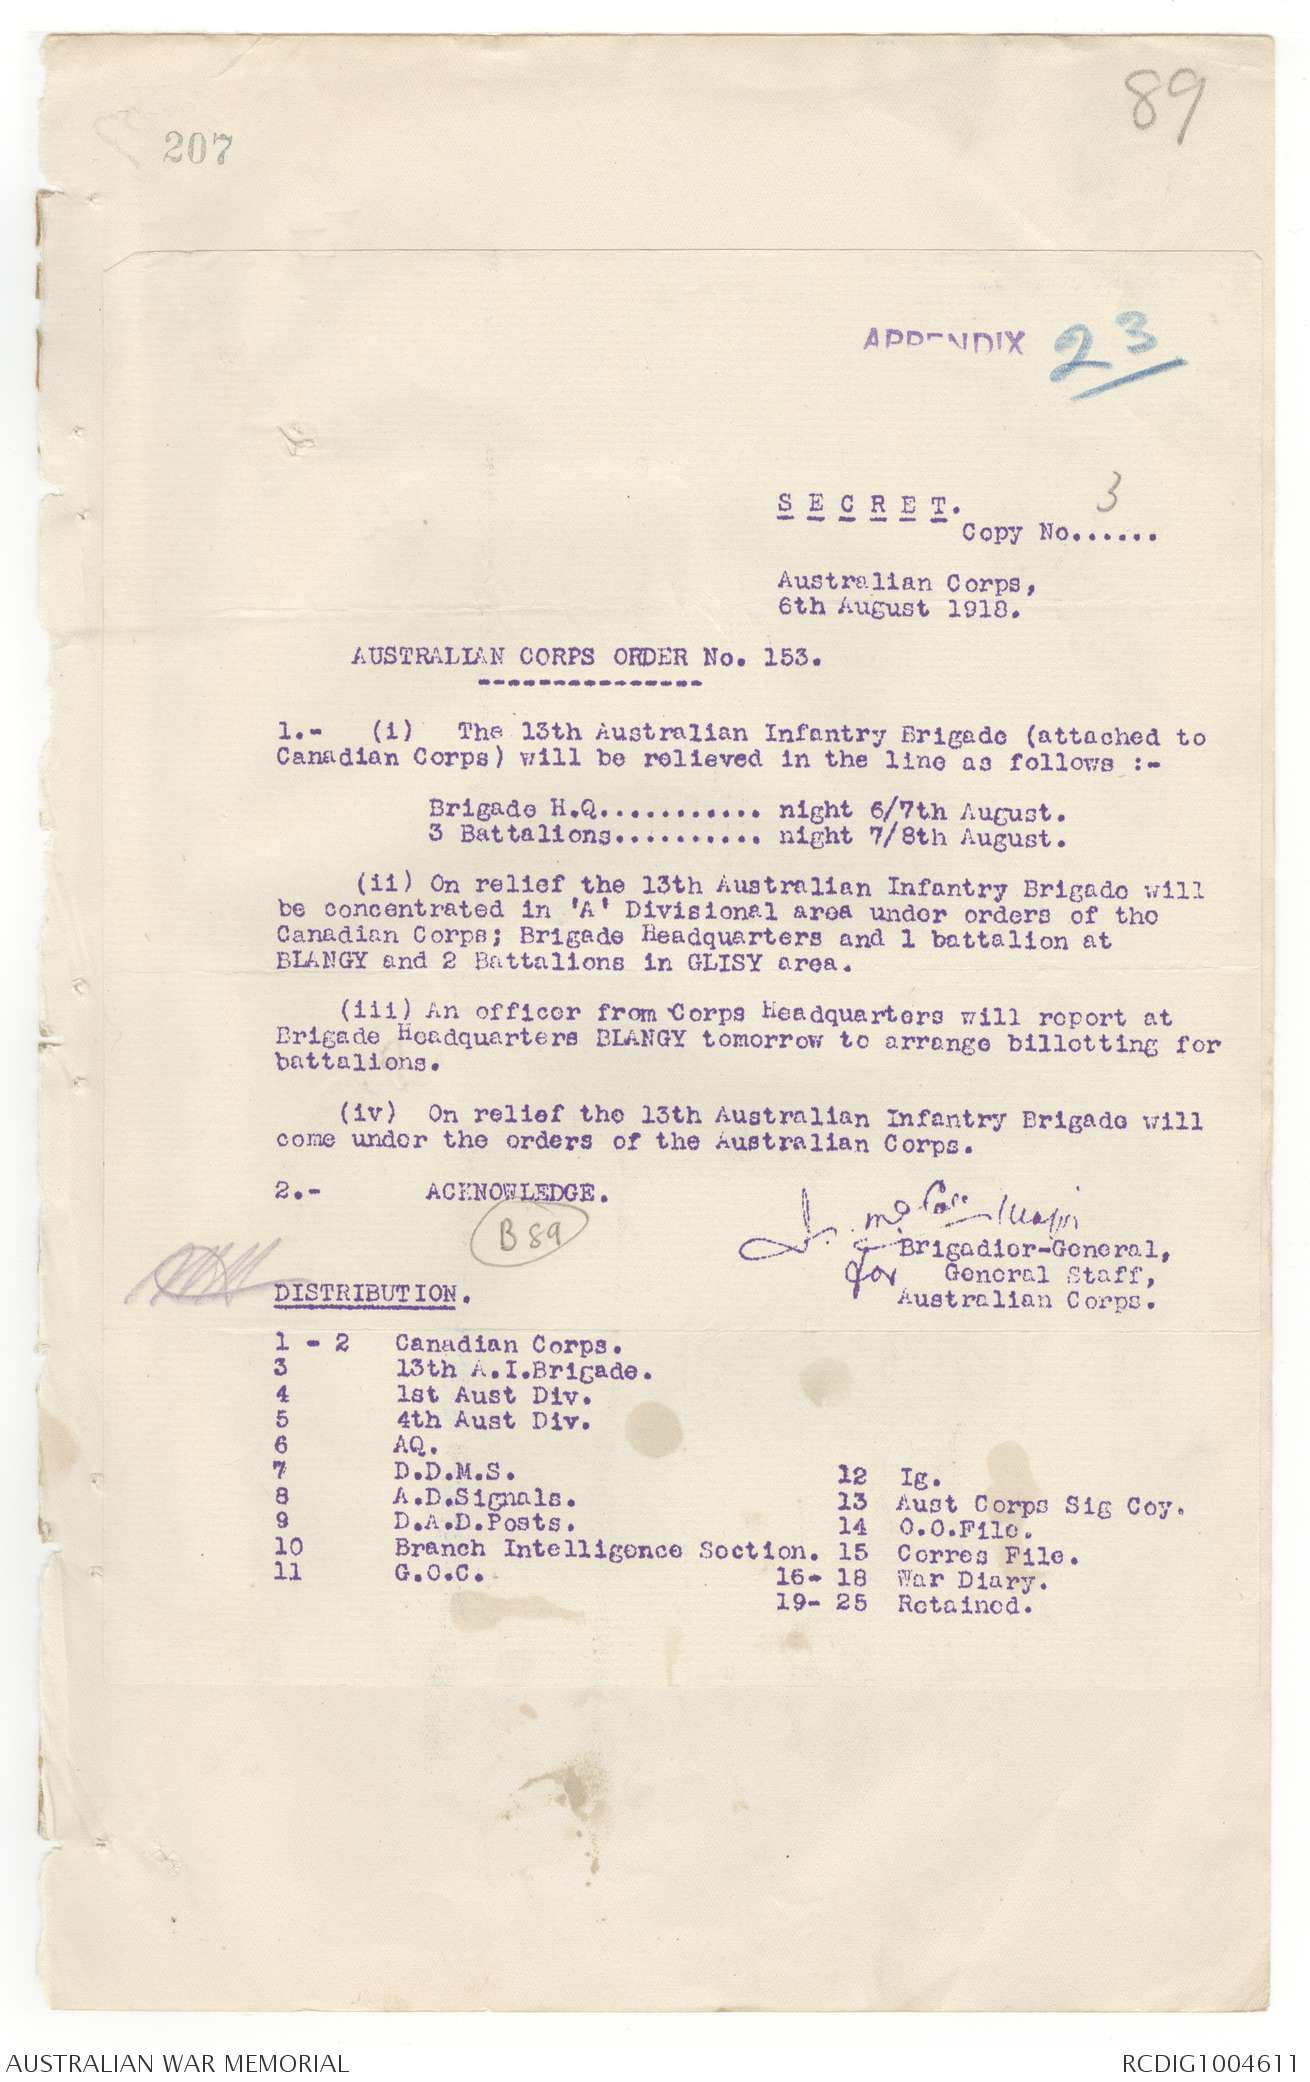 89
207
APPENDIX 23
S E C R E T.
3
Copy No......
Australian Corps,
6th August 1918.
AUSTRALIAN CORPS ORDER No. 153.
1.- (i) The 13th Australian Infantry Brigade (attached to
Canadian Corps) will be relieved in the line as follows :-
Brigade H.Q............ night 6/7th August.
3 Battalions.......... night 7/8th August.
(ii) On relief the 13th Australian Infantry Brigade will
be concentrated in 'A' Divisional area under orders of the
Canadian Corps; Brigade Headquarters and 1 battalion at
BLANGY and 2 Battalions in GLISY area.
(iii) An officer from Corps Headquarters will report at
Brigade Headquarters BLANGY tomorrow to arrange billetting for
battalions.
(iv) On relief the 13th Australian Infantry Brigade will
come under the orders of the Australian Corps.
2.- ACKNOWLEDGE.
B 89
Major
Brigadier-General,
for General Staff,
Australian Corps.
DISTRIBUTION.
1 - 2 Canadian Corps.
3 13th A.I.Brigade.
4 1st Aust Div.
5 4th Aust Div.
6 AQ.
7 D.D.M.S.
8 A.D.Signals.
9 D.A.D.Posts.
10 Branch Intelligence Section.
11 G.O.C.
12 Ig.
13 Aust Corps Sig Coy.
14 O.O.File.
15 Corres File.
16- 18 War Diary.
19- 25 Retained.
AUSTRALIAN WAR MEMORIAL
RCDIG1004611